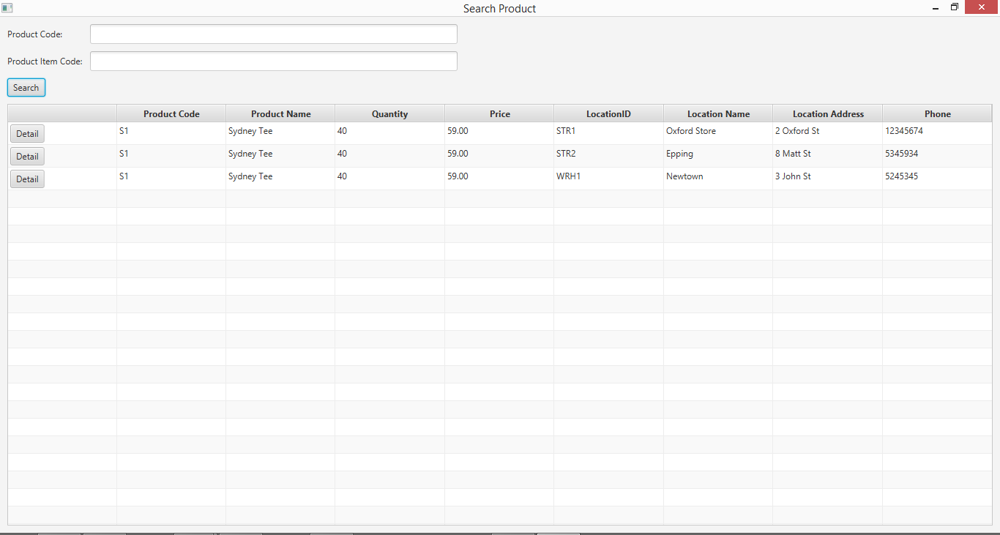 Search Product
Product Code:
Product Item Code:
Search
Product Code Product Name Quantity Price LocationID Location Name Location Address Phone
Detail S1 Sydney Tee 40 59.00 STR1 Oxford Store 2 Oxford St 12345674
Detail S1 Sydney Tee 40 59.00 STR2 Epping 8 Matt St 5345934
Detail S1 Sydney Tee 40 59.00 WRH1 Newtown 3 John St 5245345